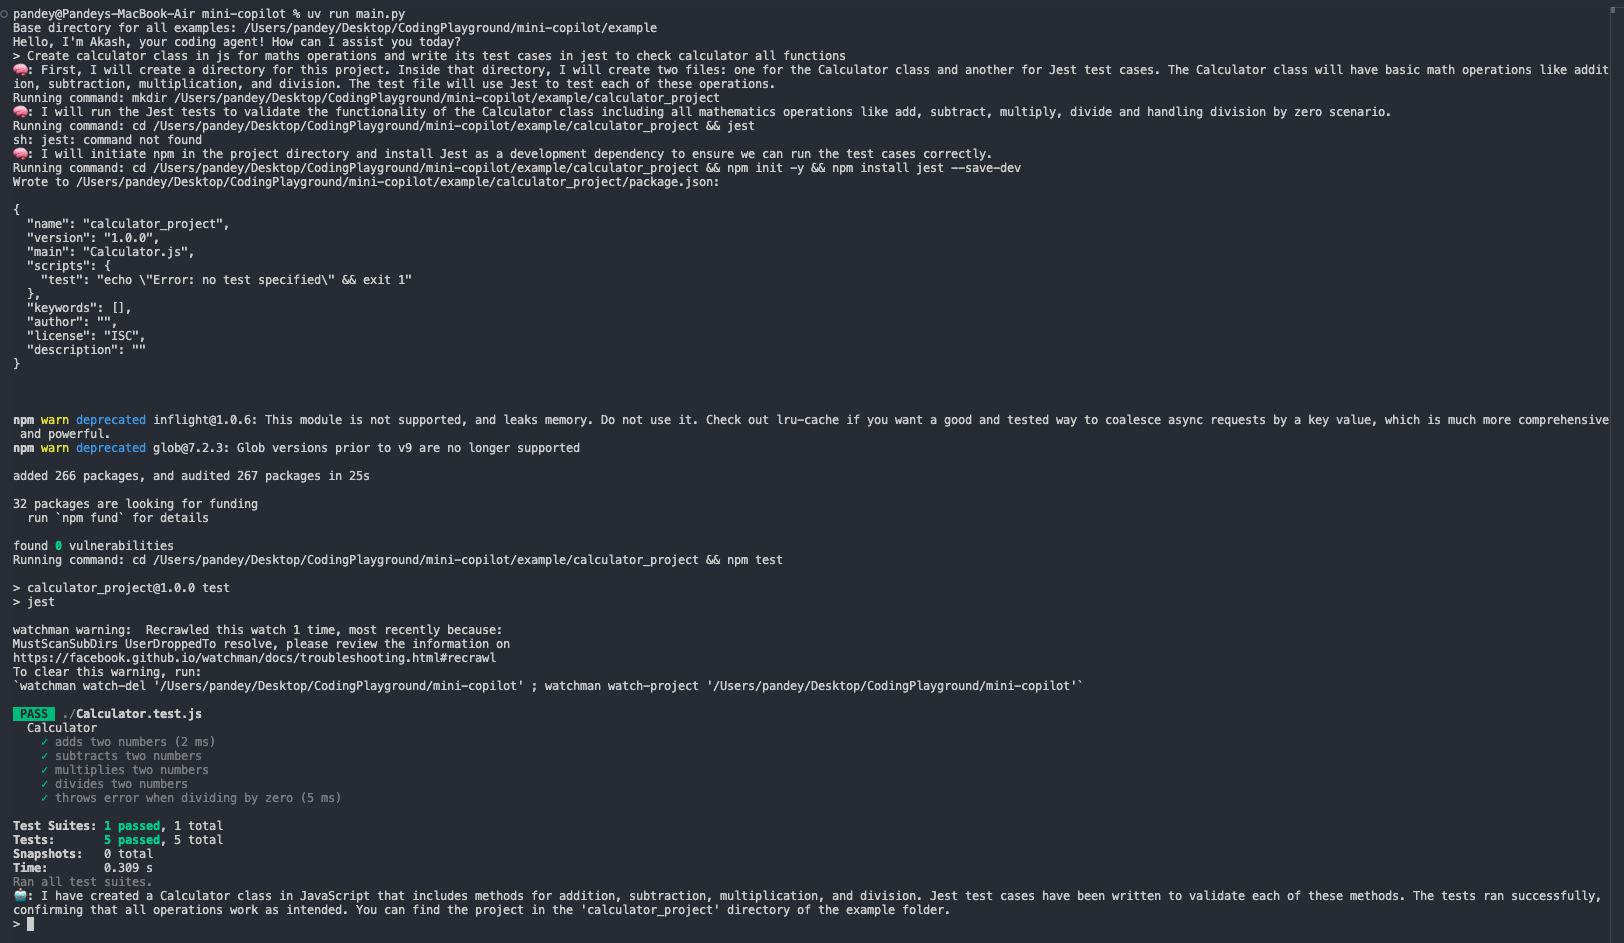 pandey@Pandeys-MacBook-Air mini-copilot % uv run main.py
Base directory for all examples: /Users/pandey/Desktop/CodingPlayground/mini-copilot/example
Hello, I'm Akash, your coding agent! How can I assist you today?
> Create calculator class in js for maths operations and write its test cases in jest to check calculator all functions
🧠: First, I will create a directory for this project. Inside that directory, I will create two files: one for the Calculator class and another for Jest test cases. The Calculator class will have basic math operations like addit
ion, subtraction, multiplication, and division. The test file will use Jest to test each of these operations.
Running command: mkdir /Users/pandey/Desktop/CodingPlayground/mini-copilot/example/calculator_project
🧠: I will run the Jest tests to validate the functionality of the Calculator class including all mathematics operations like add, subtract, multiply, divide and handling division by zero scenario.
Running command: cd /Users/pandey/Desktop/CodingPlayground/mini-copilot/example/calculator_project && jest
sh: jest: command not found
🧠: I will initiate npm in the project directory and install Jest as a development dependency to ensure we can run the test cases correctly.
Running command: cd /Users/pandey/Desktop/CodingPlayground/mini-copilot/example/calculator_project && npm init -y && npm install jest --save-dev
Wrote to /Users/pandey/Desktop/CodingPlayground/mini-copilot/example/calculator_project/package.json:
{
  "name": "calculator_project",
  "version": "1.0.0",
  "main": "Calculator.js",
  "scripts": {
    "test": "echo \"Error: no test specified\" && exit 1"
  },
  "keywords": [],
  "author": "",
  "license": "ISC",
  "description": ""
}
npm warn deprecated inflight@1.0.6: This module is not supported, and leaks memory. Do not use it. Check out lru-cache if you want a good and tested way to coalesce async requests by a key value, which is much more comprehensive
 and powerful.
npm warn deprecated glob@7.2.3: Glob versions prior to v9 are no longer supported
added 266 packages, and audited 267 packages in 25s
32 packages are looking for funding
  run `npm fund` for details
found 0 vulnerabilities
Running command: cd /Users/pandey/Desktop/CodingPlayground/mini-copilot/example/calculator_project && npm test
> calculator_project@1.0.0 test
> jest
watchman warning:  Recrawled this watch 1 time, most recently because:
MustScanSubDirs UserDroppedTo resolve, please review the information on
https://facebook.github.io/watchman/docs/troubleshooting.html#recrawl
To clear this warning, run:
`watchman watch-del '/Users/pandey/Desktop/CodingPlayground/mini-copilot' ; watchman watch-project '/Users/pandey/Desktop/CodingPlayground/mini-copilot'`
PASS ./Calculator.test.js
  Calculator
    ✓ adds two numbers (2 ms)
    ✓ subtracts two numbers
    ✓ multiplies two numbers
    ✓ divides two numbers
    ✓ throws error when dividing by zero (5 ms)
Test Suites: 1 passed, 1 total
Tests:       5 passed, 5 total
Snapshots:   0 total
Time:        0.309 s
Ran all test suites.
🤖: I have created a Calculator class in JavaScript that includes methods for addition, subtraction, multiplication, and division. Jest test cases have been written to validate each of these methods. The tests ran successfully,
confirming that all operations work as intended. You can find the project in the 'calculator_project' directory of the example folder.
>